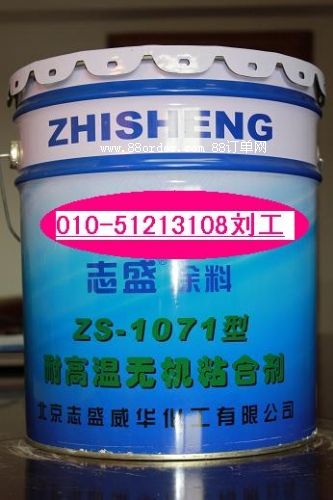 ZHISHENG
www.88order.com 88订单网
010-51213108刘工
志盛® 涂料
ZS-1071型
耐高温无机粘合剂
北京志盛威华化工有限公司